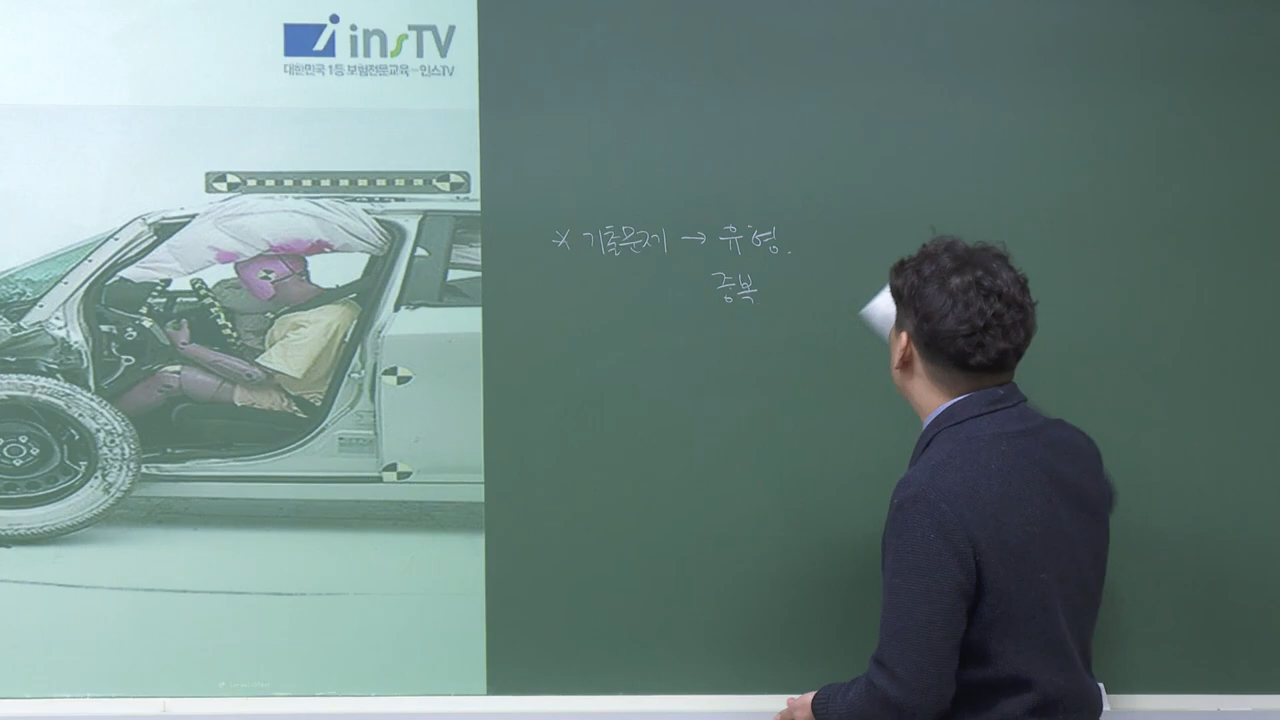 insTV
대한민국 1등 보험전문교육-인스TV
※ 기출문제 → 유형.
중복